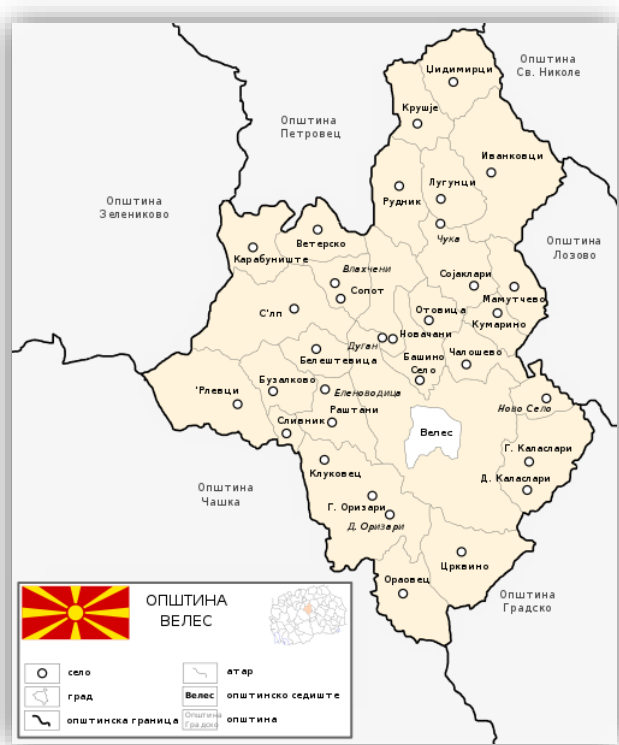 ОПШТИНА
СВ. НИКОЛЕ
Џидимирци
Крушје
ОПШТИНА
ПЕТРОВЕЦ
Иванковци
Лугунци
Рудник
ОПШТИНА
ЗЕЛЕНИКОВО
Чука
ОПШТИНА
ЛОЗОВО
Ветерско
Карабуниште
Влахчени
Сојаклари
Сопот
Мамутчево
Отовица
С'лп
Кумарино
Новачани
Дуган
Башино
Село
Чалошево
Белештевица
Бузалково
Еленоводица
'Рлевци
Ново Село
Раштани
Сливник
Велес
Г. Каласлари
Клуковец
Д. Каласлари
ОПШТИНА
ЧАШКА
Г. Оризари
Д. Оризари
Црквино
Ораовец
ОПШТИНА
ГРАДСКО
ОПШТИНА
ВЕЛЕС
село
атар
град
Велес
општинско седиште
општинска граница
Општина
Градско
општина